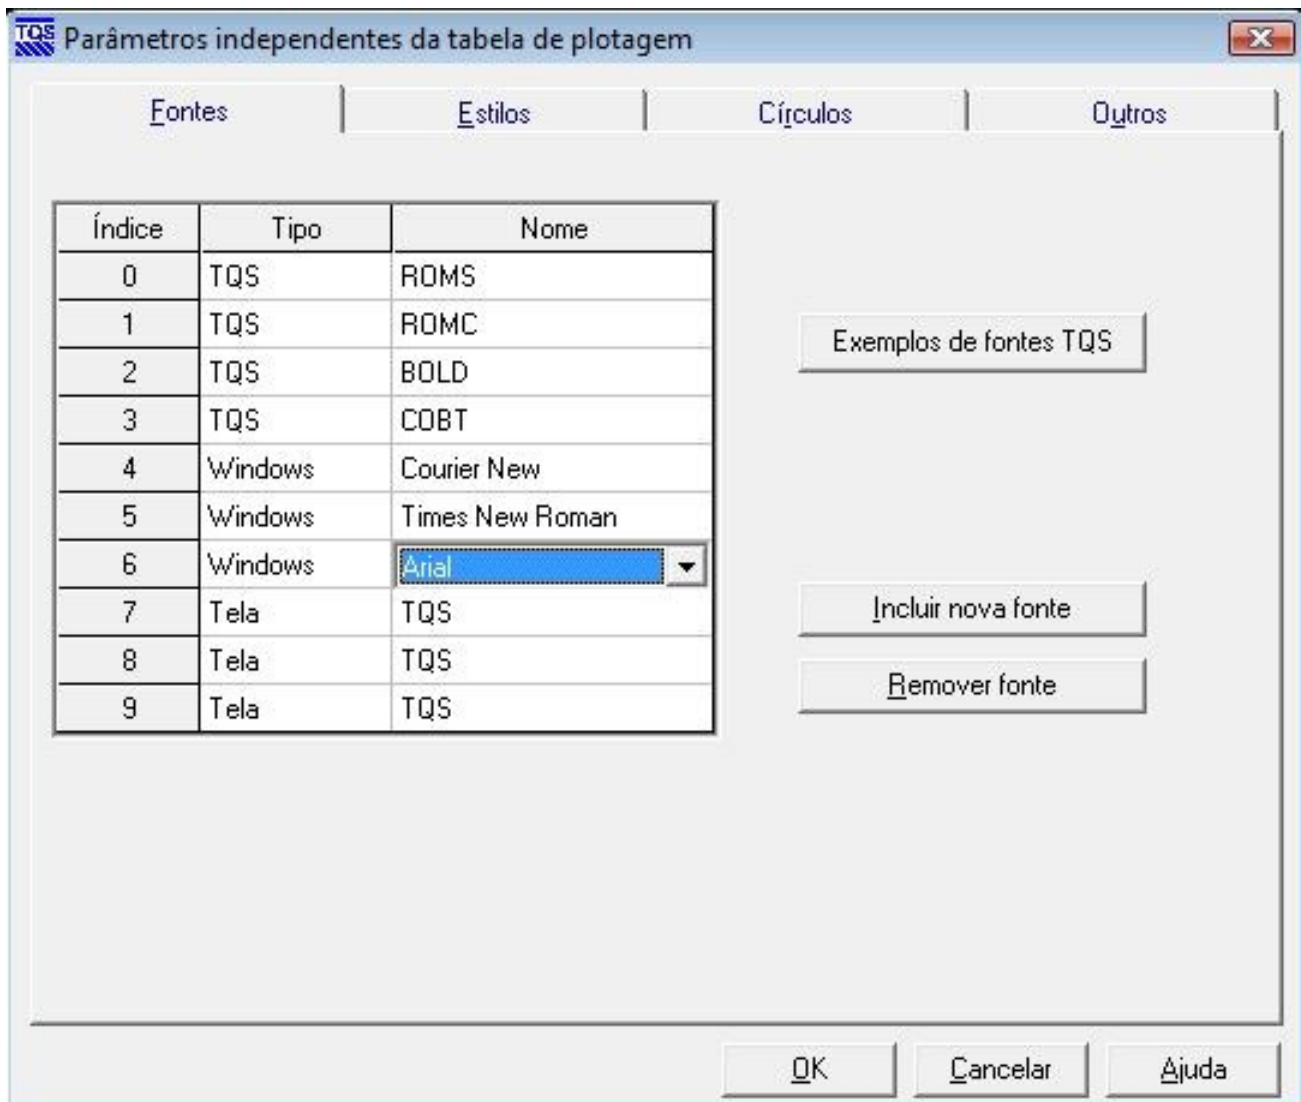 TQS Parâmetros independentes da tabela de plotagem
Fontes Estilos Círculos Outros
Índice Tipo Nome
0 TQS ROMS
1 TQS ROMC
2 TQS BOLD
3 TQS COBT
4 Windows Courier New
5 Windows Times New Roman
6 Windows Arial
7 Tela TQS
8 Tela TQS
9 Tela TQS
Exemplos de fontes TQS
Incluir nova fonte
Remover fonte
OK Cancelar Ajuda